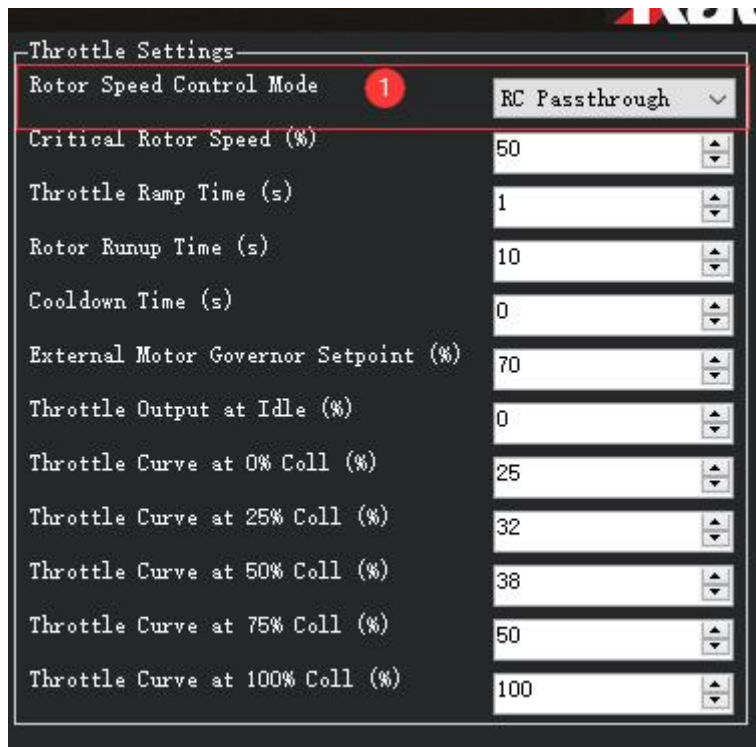 Throttle Settings
Rotor Speed Control Mode 1 RC Passthrough
Critical Rotor Speed (%) 50
Throttle Ramp Time (s) 1
Rotor Runup Time (s) 10
Cooldown Time (s) 0
External Motor Governor Setpoint (%) 70
Throttle Output at Idle (%) 0
Throttle Curve at 0% Coll (%) 25
Throttle Curve at 25% Coll (%) 32
Throttle Curve at 50% Coll (%) 38
Throttle Curve at 75% Coll (%) 50
Throttle Curve at 100% Coll (%) 100